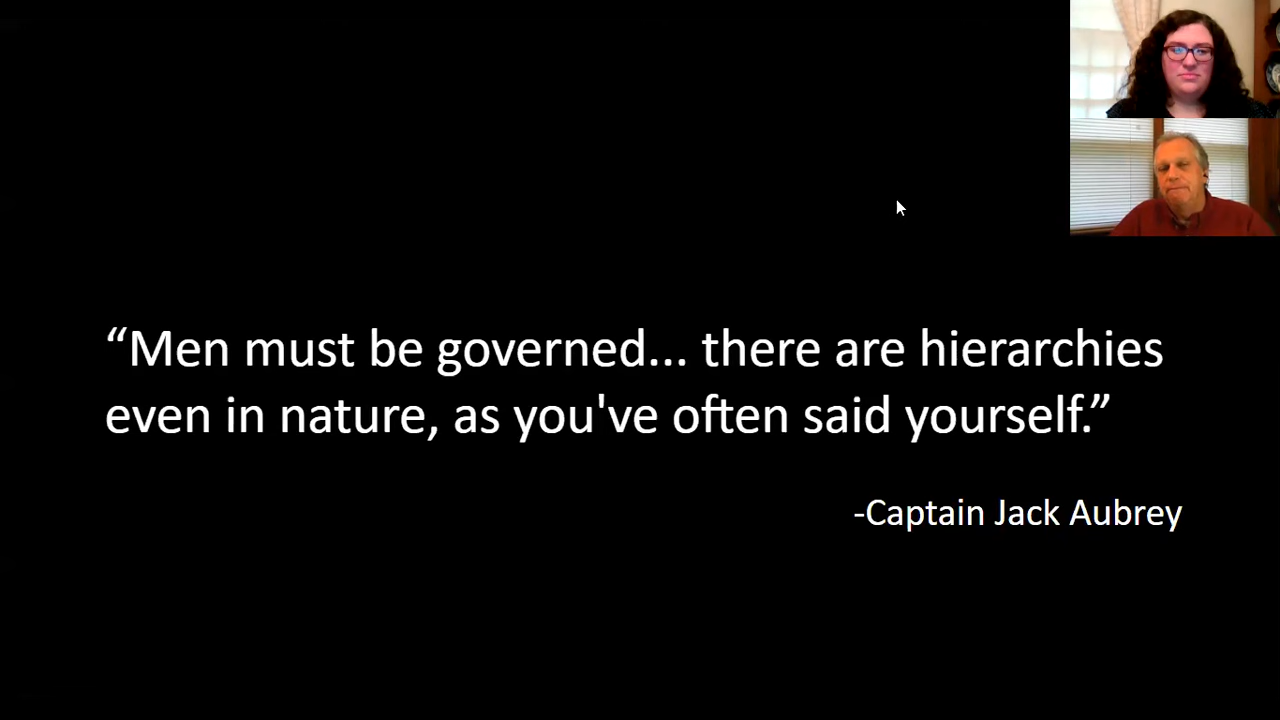 “Men must be governed... there are hierarchies
even in nature, as you've often said yourself.”
-Captain Jack Aubrey